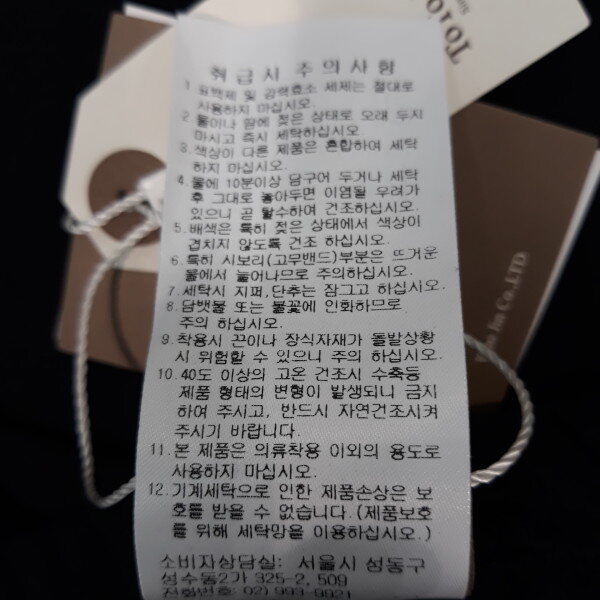 Toio
취급시 주의사항
1. 표백제 및 강력효소 세제는 절대로
사용하지 마십시오.
2. 물이나 땀에 젖은 상태로 오래 두지
마시고 즉시 세탁하십시오.
3. 색상이 다른 제품은 혼합하여 세탁
하지 마십시오.
4. 물에 10분이상 담구어 두거나 세탁
후 그대로 놓아두면 이염될 우려가
있으니 곧 탈수하여 건조하십시오.
5. 배색은 특히 젖은 상태에서 색상이
겹치지 않도록 건조 하십시오.
6. 특히 시보리(고무밴드)부분은 뜨거운
물에서 늘어나므로 주의하십시오.
7. 세탁시 지퍼,단추는 잠그고 하십시오.
8. 담뱃불 또는 불꽃에 인화하므로
주의 하십시오.
9. 착용시 끈이나 장식자재가 돌발상황
시 위험할 수 있으니 주의 하십시오.
10. 40도 이상의 고온 건조시 수축등
제품 형태의 변형이 발생되니 금지
하여 주시고, 반드시 자연건조시켜
주시기 바랍니다.
11. 본 제품은 의류착용 이외의 용도로
사용하지 마십시오.
12. 기계세탁으로 인한 제품손상은 보
호를 받을 수 없습니다.(제품보호
를 위해 세탁망을 이용하십시오.)
소비자상담실: 서울시 성동구
성수동2가 325-2, 509
전화번호 02) 993-9921
Co.,LTD